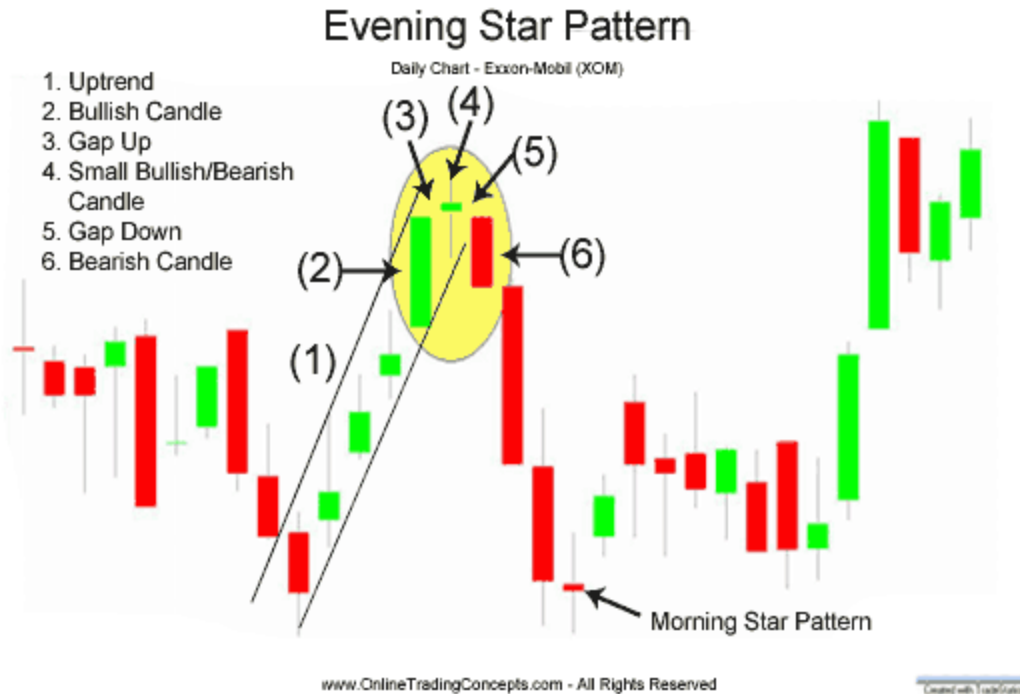 Evening Star Pattern
Daily Chart - Exxon-Mobil (XOM)
1. Uptrend
2. Bullish Candle
3. Gap Up
4. Small Bullish/Bearish
Candle
5. Gap Down
6. Bearish Candle
(3)
(4)
(5)
(2)
(6)
(1)
Morning Star Pattern
www.OnlineTradingConcepts.com - All Rights Reserved
Created with